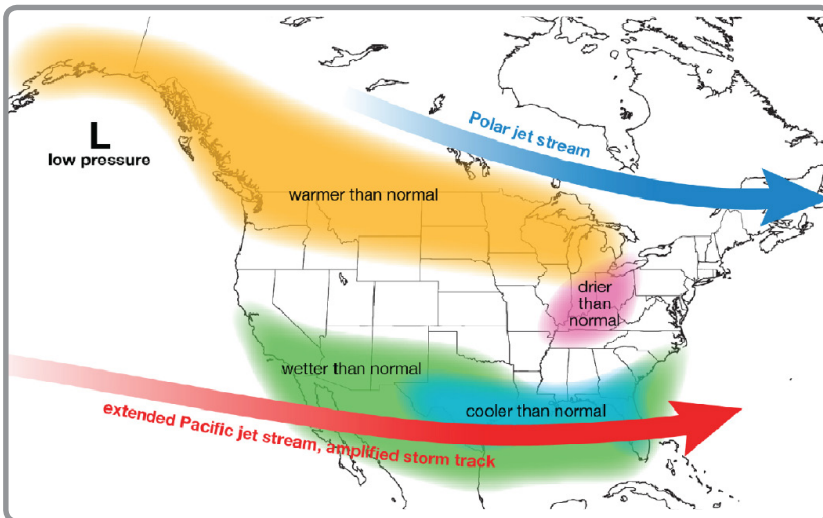 Polar jet stream
L
low pressure
warmer than normal
drier
than
normal
wetter than normal
cooler than normal
extended Pacific jet stream, amplified storm track